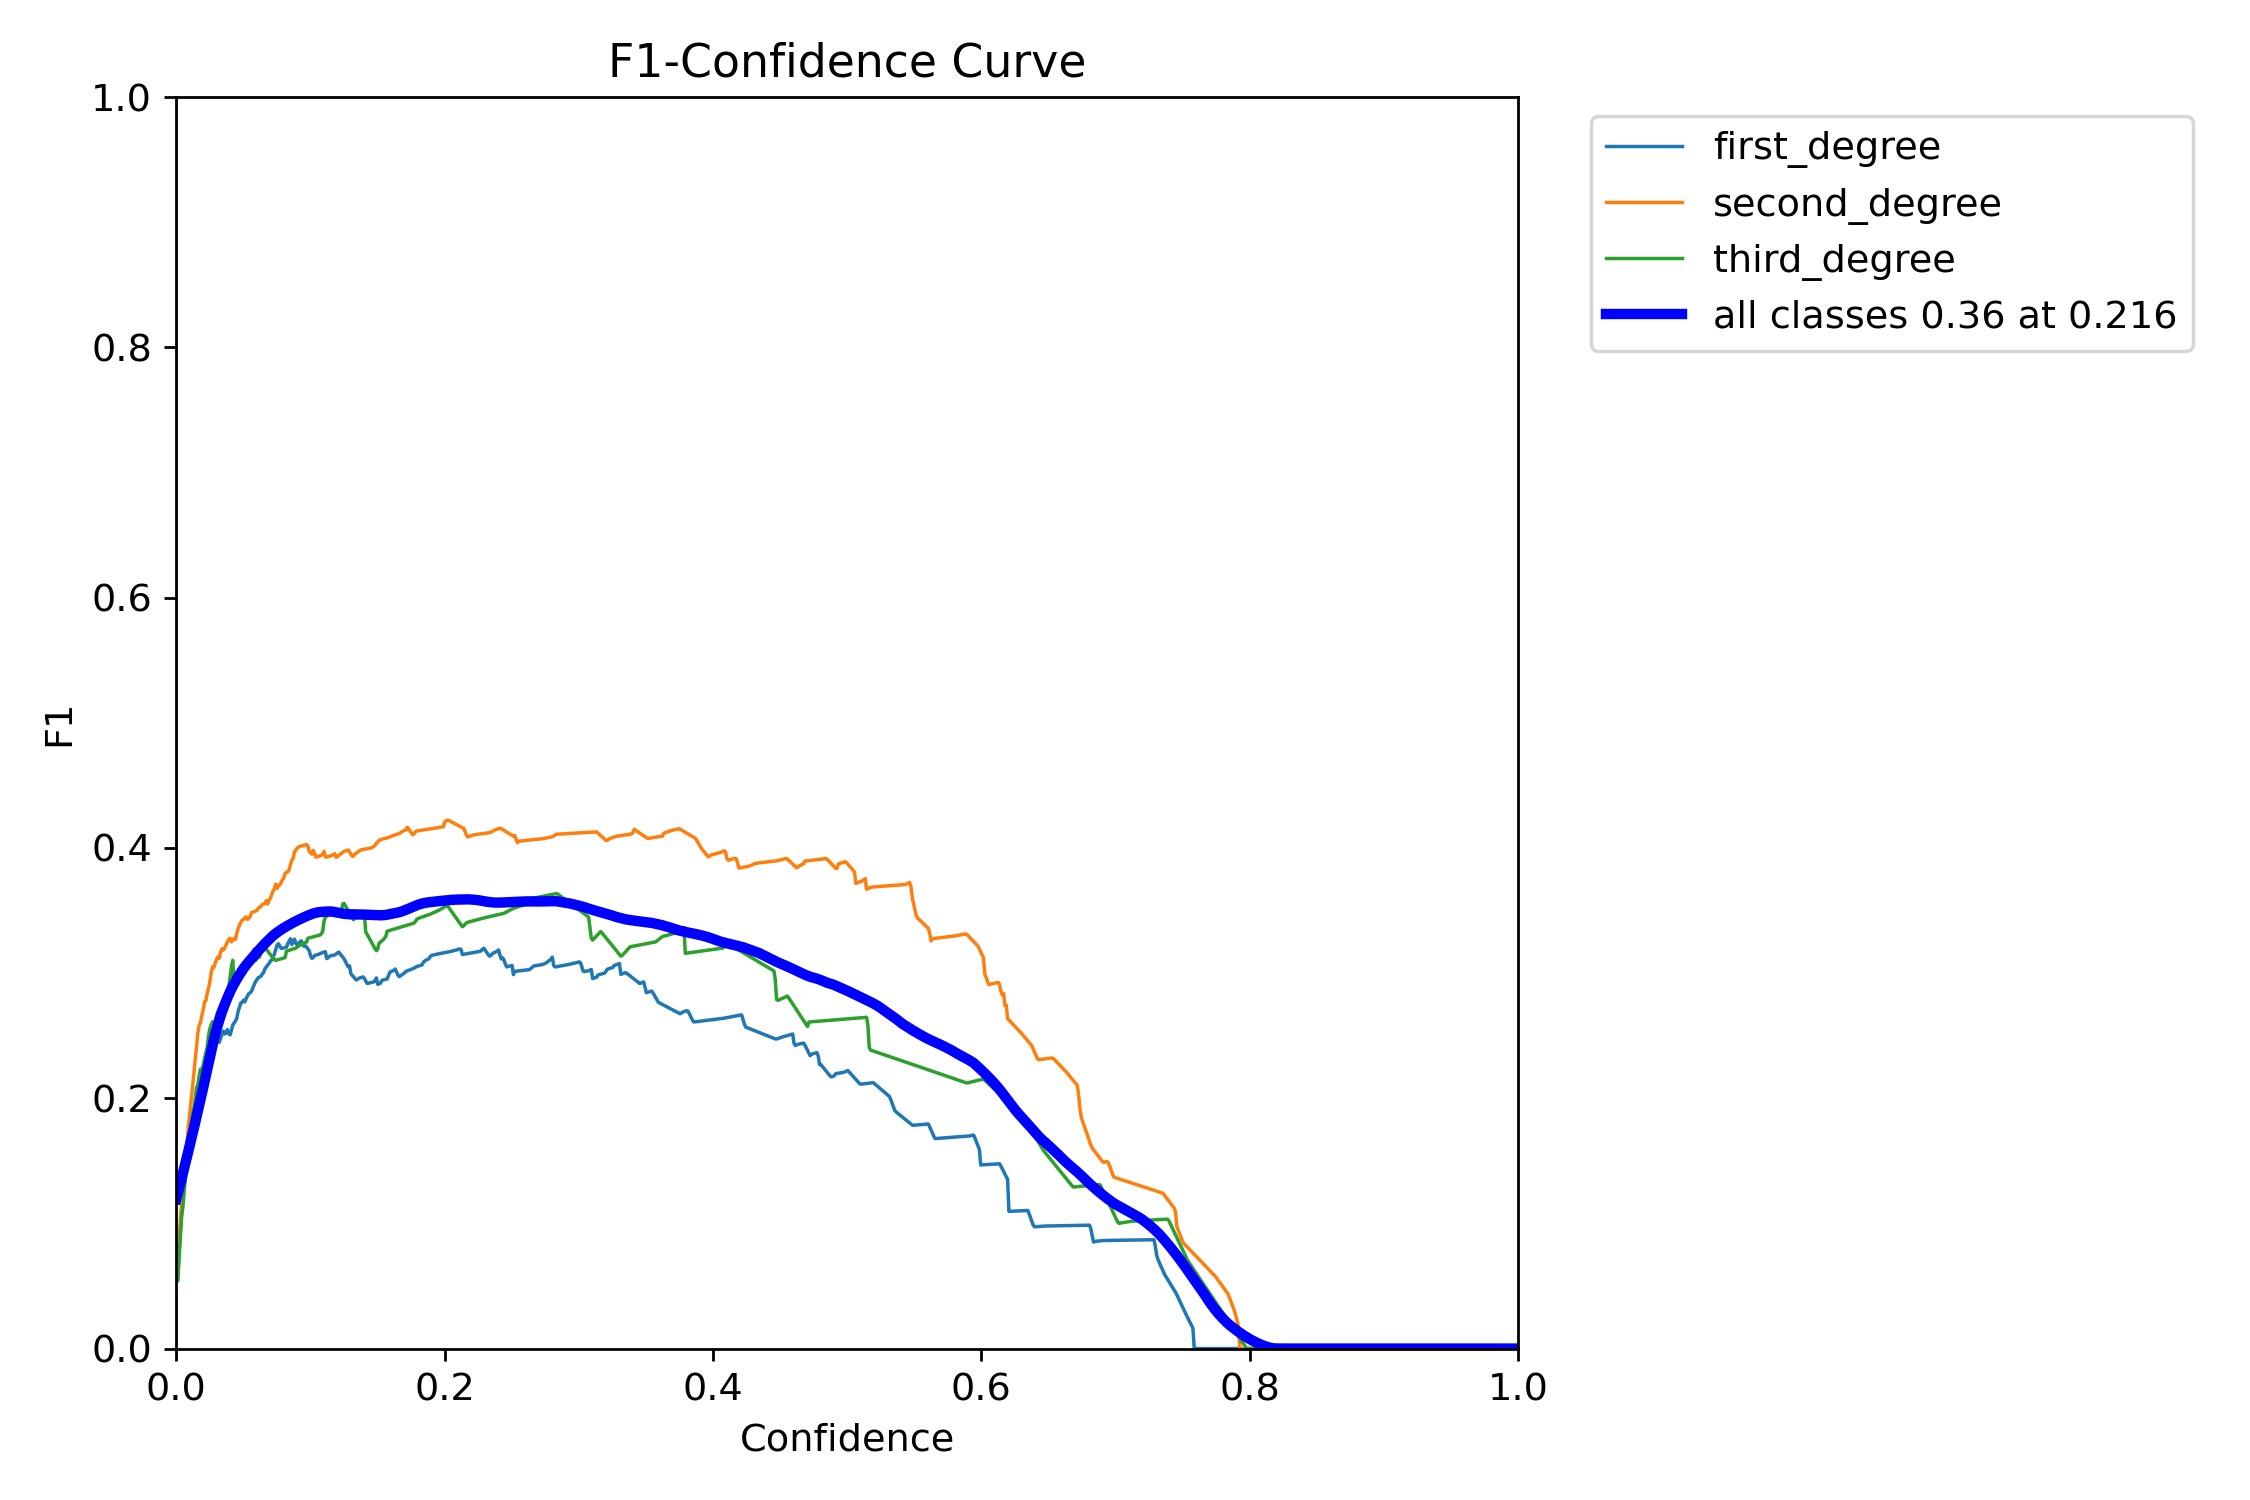 F1-Confidence Curve
1.0
0.8
0.6
0.4
0.2
0.0
F1
0.0 0.2 0.4 0.6 0.8 1.0
Confidence
first_degree
second_degree
third_degree
all classes 0.36 at 0.216